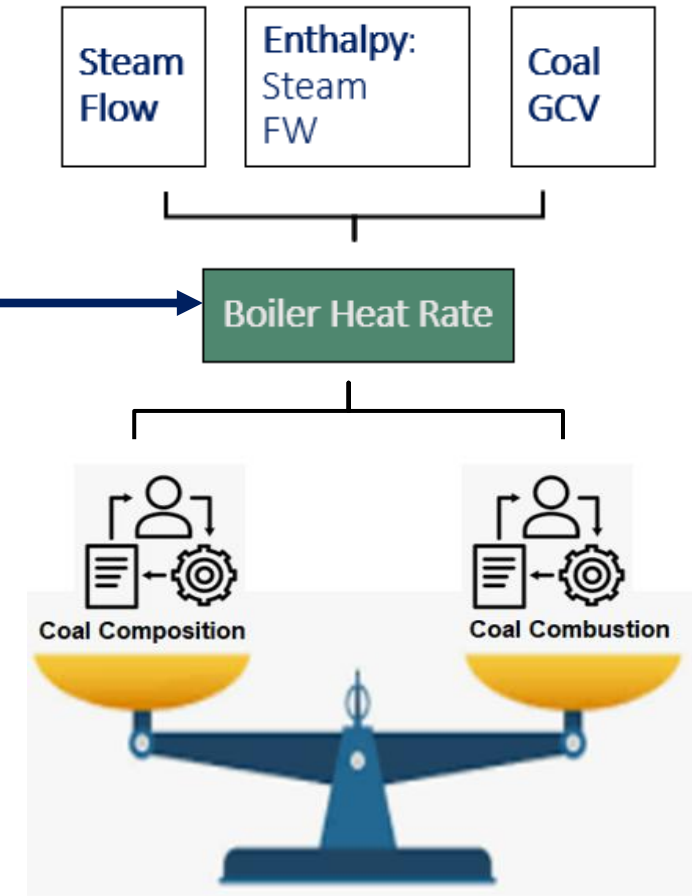 Steam
Flow
Enthalpy:
Steam
FW
Coal
GCV
Boiler Heat Rate
Coal Composition
Coal Combustion